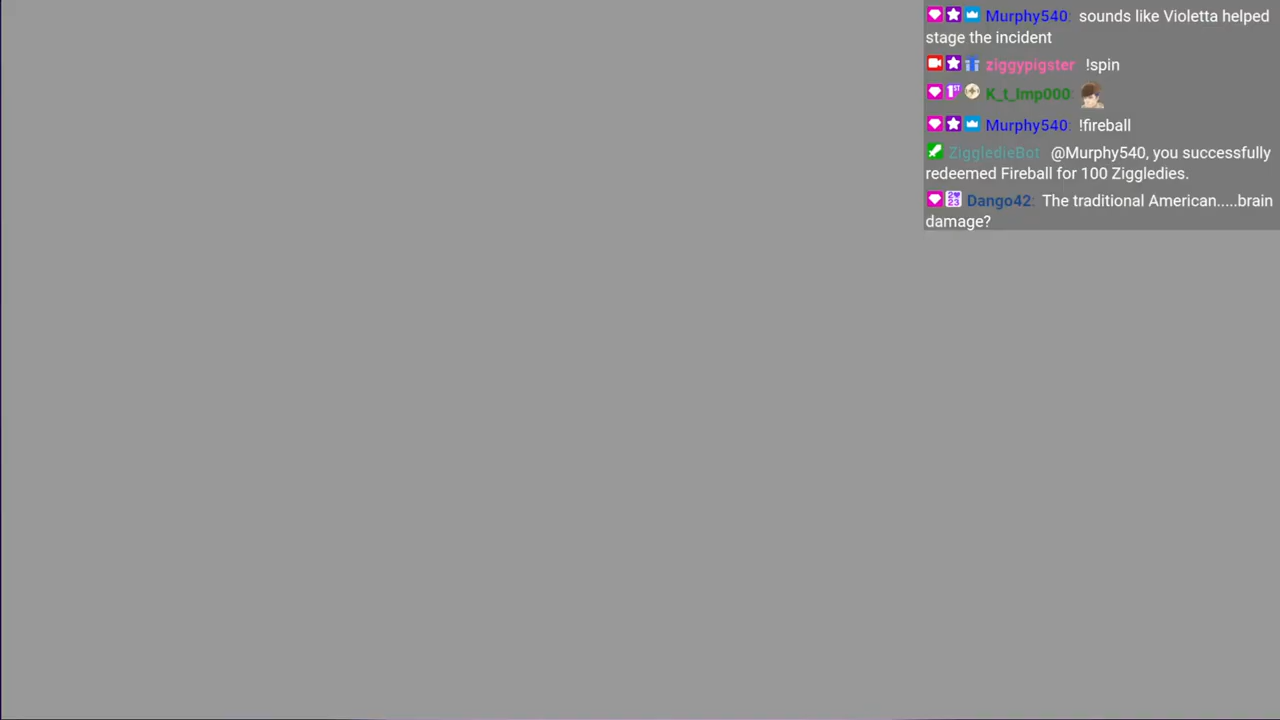 Murphy540: sounds like Violetta helped
stage the incident
ziggypigster !spin
1ST K_t_Imp000:
Murphy540: !fireball
ZiggledieBot @Murphy540, you successfully
redeemed Fireball for 100 Ziggledies.
Dango42: The traditional American.....brain
damage?